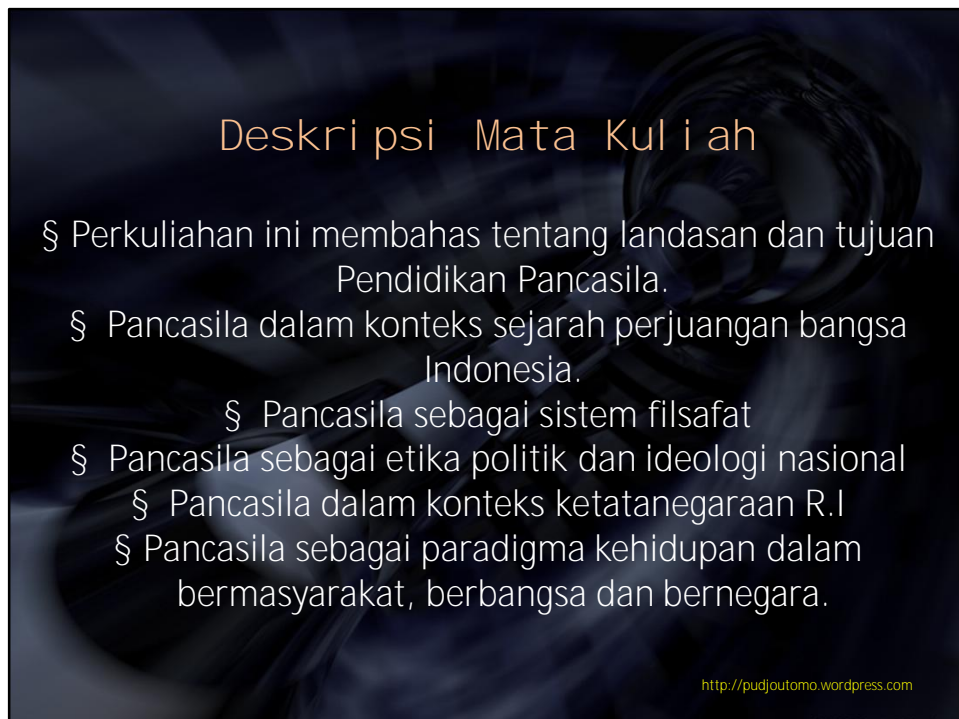 Deskripsi Mata Kuliah
§ Perkuliahan ini membahas tentang landasan dan tujuan
Pendidikan Pancasila.
§ Pancasila dalam konteks sejarah perjuangan bangsa
Indonesia.
§ Pancasila sebagai sistem filsafat
§ Pancasila sebagai etika politik dan ideologi nasional
§ Pancasila dalam konteks ketatanegaraan R.I
§ Pancasila sebagai paradigma kehidupan dalam
bermasyarakat, berbangsa dan bernegara.
http://pudjoutomo.wordpress.com